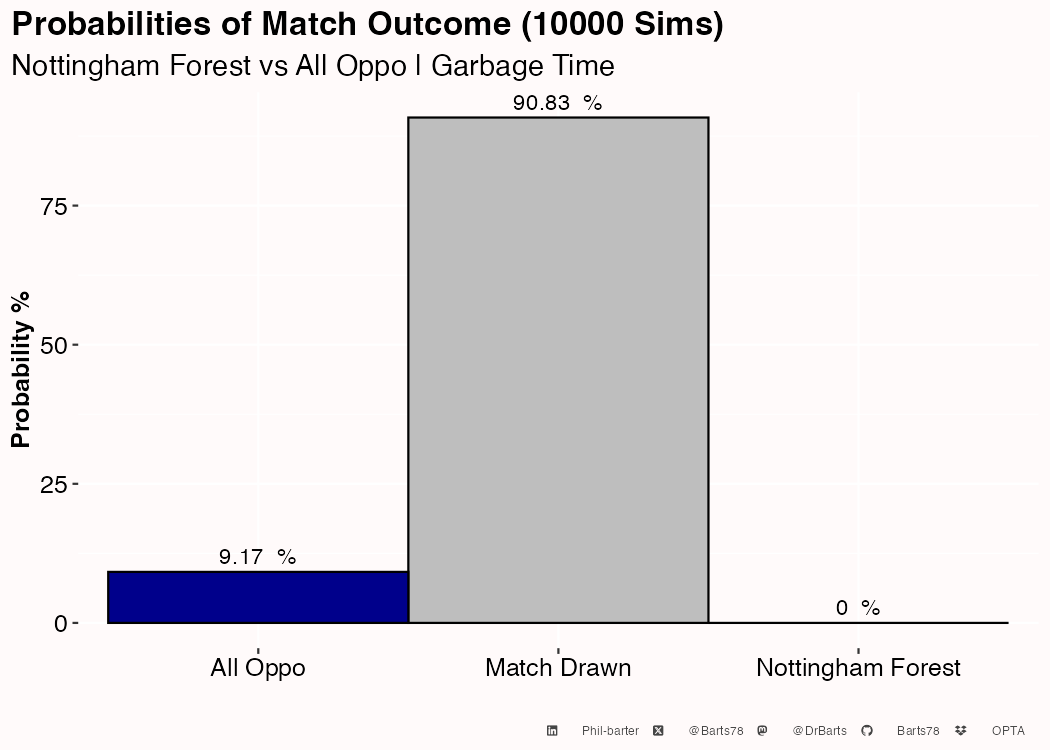 Probabilities of Match Outcome (10000 Sims)
Nottingham Forest vs All Oppo | Garbage Time
90.83 %
75
50
25
9.17 %
0 %
0
Probability %
All Oppo Match Drawn Nottingham Forest
Phil-barter @Barts78 @DrBarts Barts78 OPTA